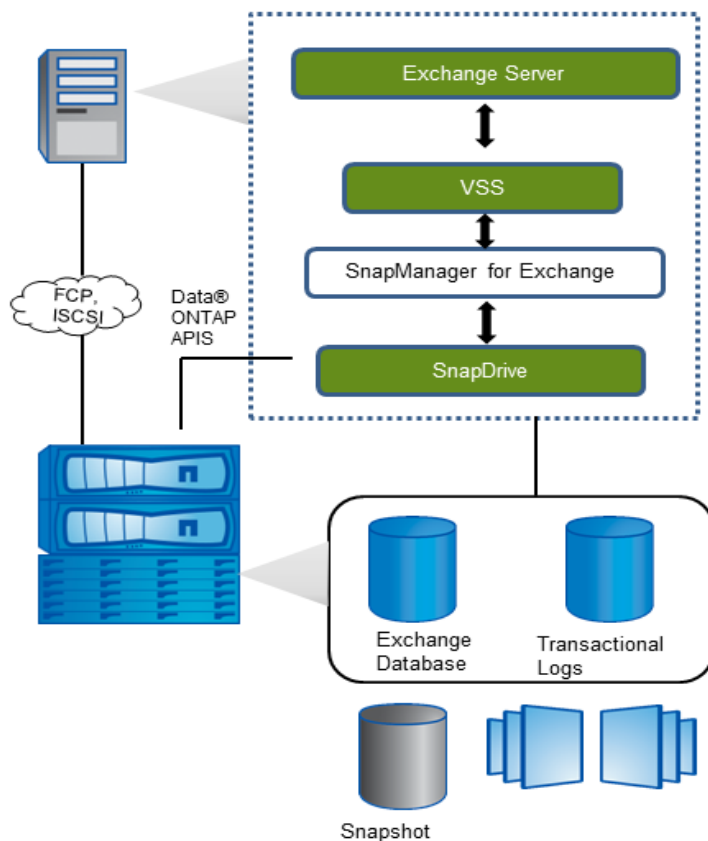 Exchange Server
VSS
SnapManager for Exchange
FCP,
ISCSI
Data®
ONTAP
APIS
SnapDrive
Exchange
Database
Transactional
Logs
Snapshot